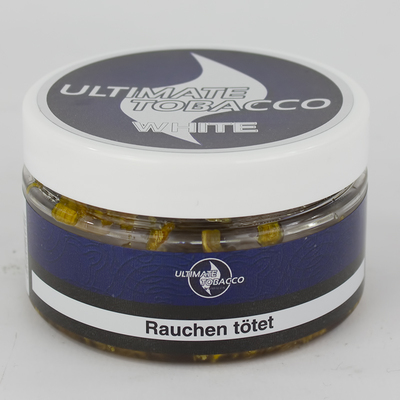 ULTIMATE
TOBACCO
WHITE
ULTIMATE
TOBACCO
Rauchen tötet